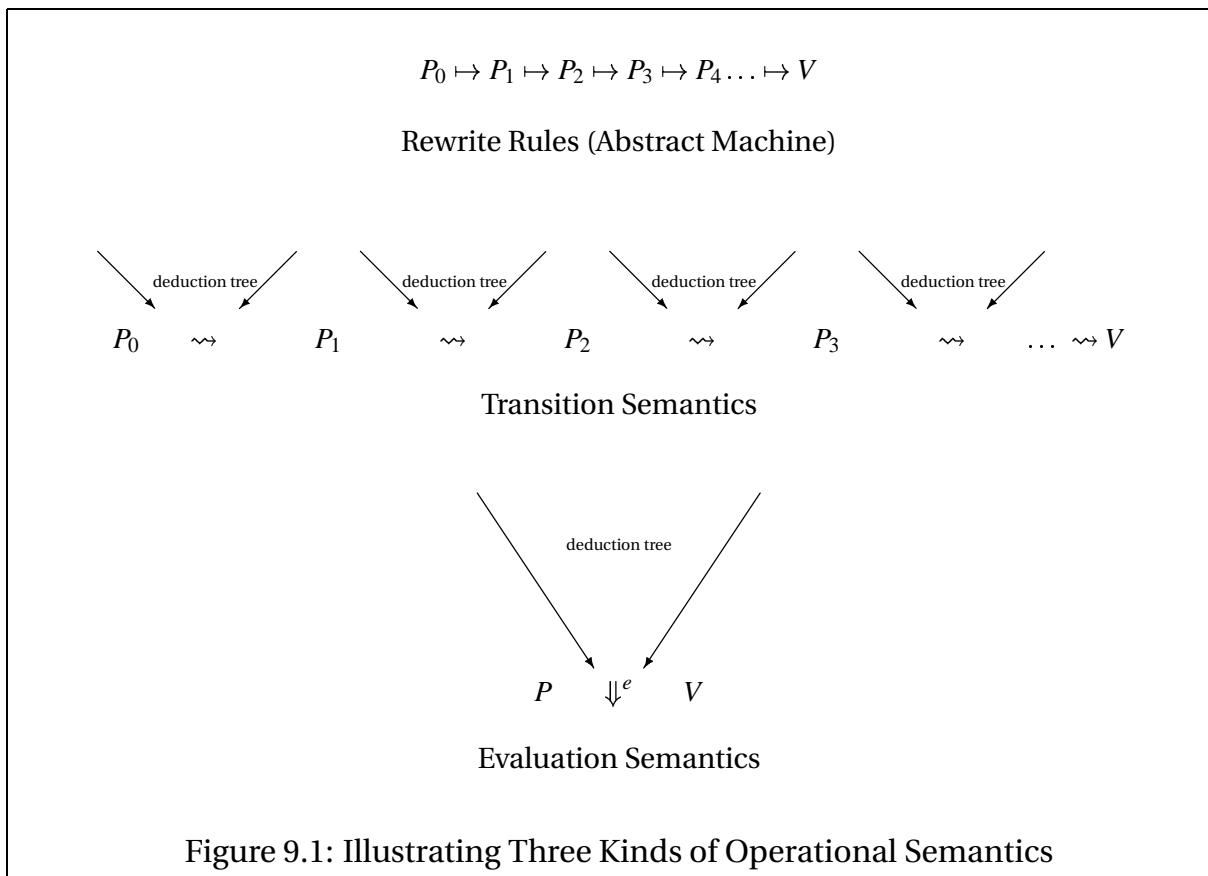 P₀ ↦ P₁ ↦ P₂ ↦ P₃ ↦ P₄ … ↦ V
Rewrite Rules (Abstract Machine)
deduction tree deduction tree deduction tree deduction tree
P₀ ⇝ P₁ ⇝ P₂ ⇝ P₃ ⇝ … ⇝ V
Transition Semantics
deduction tree
P ⇓ᵉ V
Evaluation Semantics
Figure 9.1: Illustrating Three Kinds of Operational Semantics